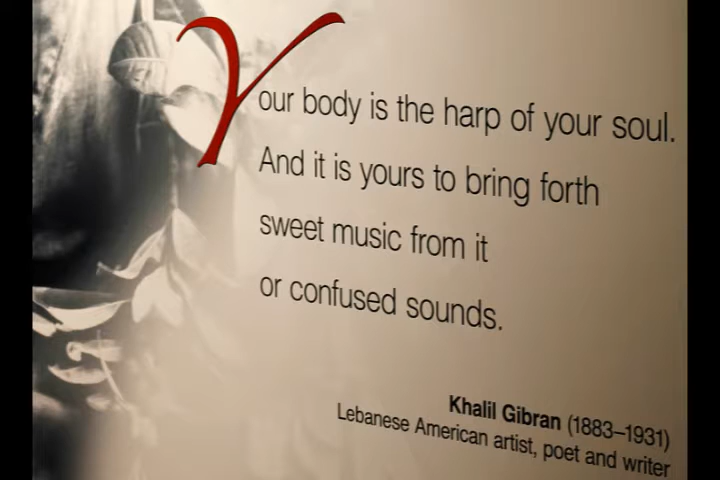 Your body is the harp of your soul.
And it is yours to bring forth
sweet music from it
or confused sounds.
Khalil Gibran (1883–1931)
Lebanese American artist, poet and writer